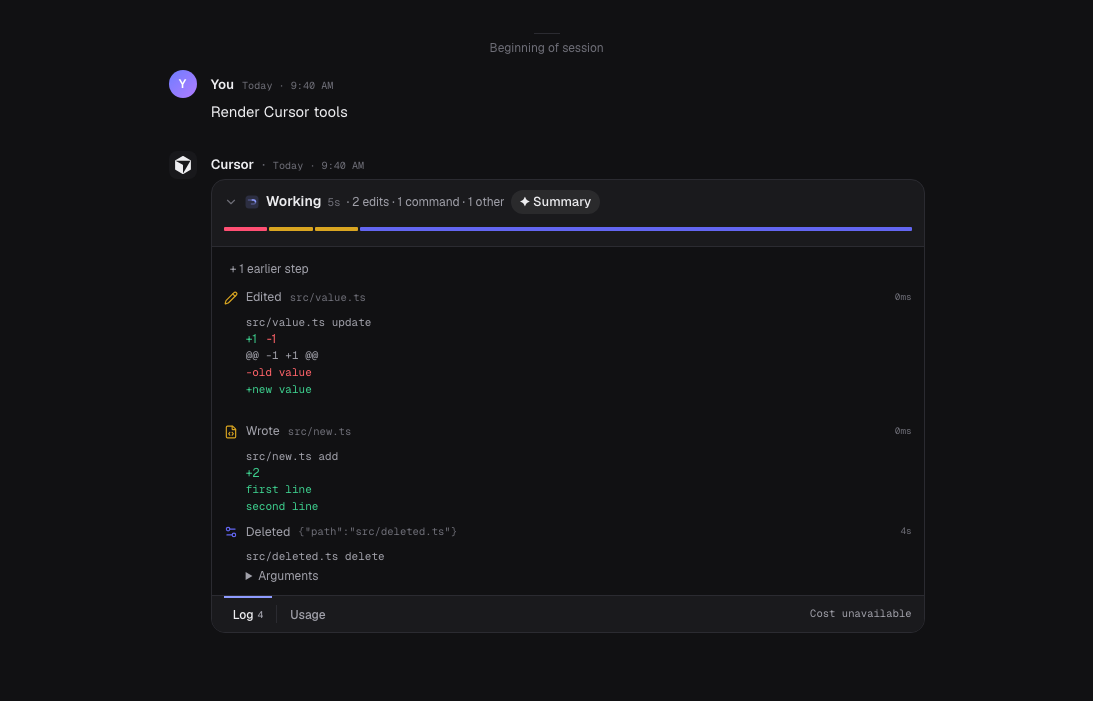 Beginning of session
Y
You Today · 9:40 AM
Render Cursor tools
Cursor · Today · 9:40 AM
Working 5s · 2 edits · 1 command · 1 other Summary
+ 1 earlier step
Edited src/value.ts 0ms
src/value.ts update
+1 -1
@@ -1 +1 @@
-old value
+new value
Wrote src/new.ts 0ms
src/new.ts add
+2
first line
second line
Deleted {"path":"src/deleted.ts"} 4s
src/deleted.ts delete
Arguments
Log 4 Usage Cost unavailable